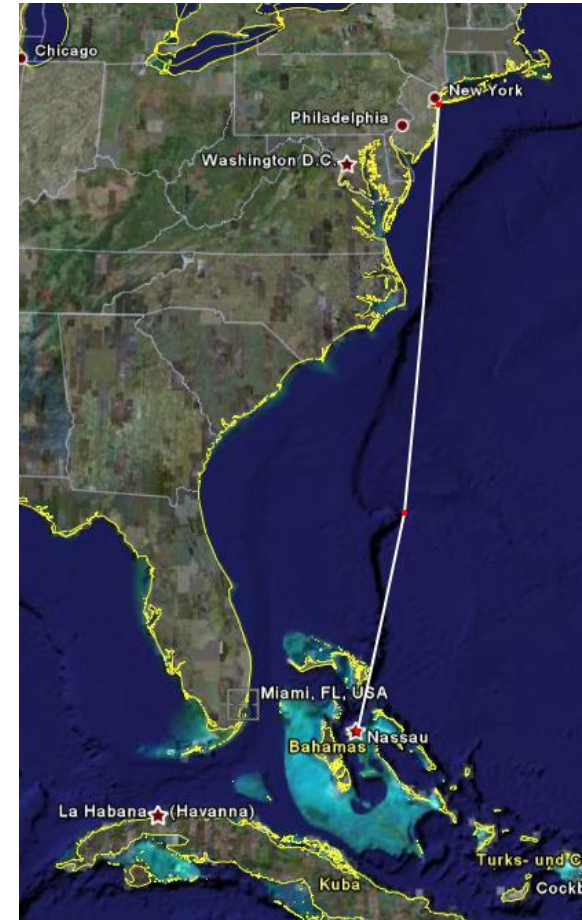 Chicago
New York
Philadelphia
Washington D.C.
Miami, FL, USA
Nassau
Bahamas
La Habana (Havanna)
Turks- und C
Kuba
Cockb